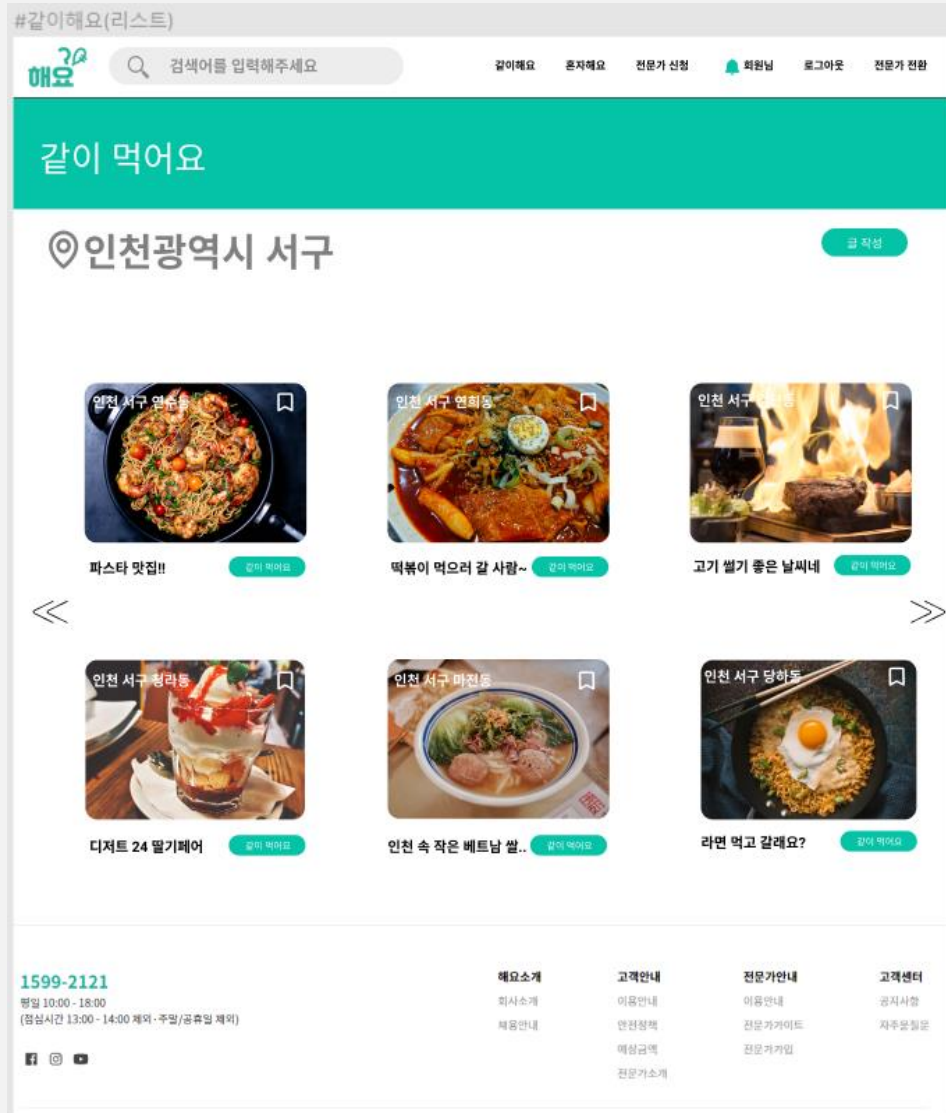 #같이해요(리스트)
해요
검색어를 입력해주세요
같이해요 혼자해요 전문가 신청 회원님 로그아웃 전문가 전환
같이 먹어요
인천광역시 서구
글 작성
인천 서구 연수동
인천 서구 연희동
인천 서구
파스타 맛집!!
같이 먹어요
떡볶이 먹으러 갈 사람~
같이 먹어요
고기 썰기 좋은 날씨네
같이 먹어요
인천 서구 청라동
인천 서구 마전동
인천 서구 당하동
디저트 24 딸기페어
같이 먹어요
인천 속 작은 베트남 쌀..
같이 먹어요
라면 먹고 갈래요?
같이 먹어요
1599-2121
평일 10:00 - 18:00
(점심시간 13:00 - 14:00 제외 · 주말/공휴일 제외)
해요소개
회사소개
채용안내
고객안내
이용안내
안전정책
예상금액
전문가소개
전문가안내
이용안내
전문가가이트
전문가가입
고객센터
공지사항
자주묻질문